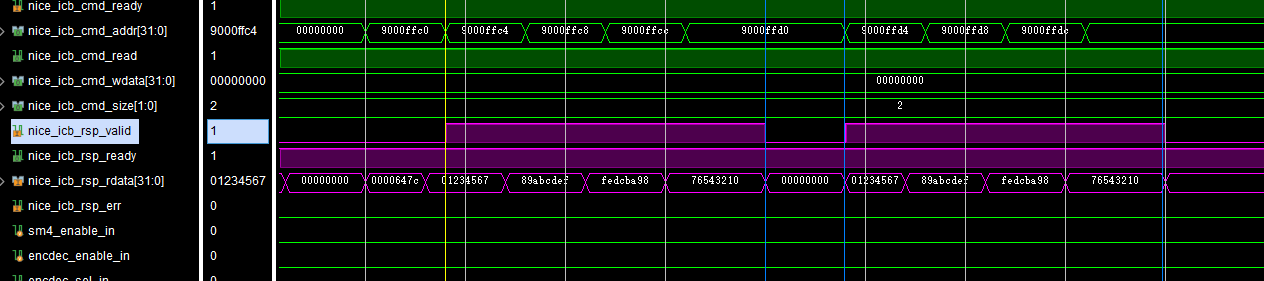 nice_icb_cmd_ready 1
nice_icb_cmd_addr[31:0] 9000ffc4 00000000 9000ffc0 9000ffc4 9000ffc8 9000ffcc 9000ffd0 9000ffd4 9000ffd8 9000ffdc
nice_icb_cmd_read 1
nice_icb_cmd_wdata[31:0] 00000000 00000000
nice_icb_cmd_size[1:0] 2 2
nice_icb_rsp_valid 1
nice_icb_rsp_ready 1
nice_icb_rsp_rdata[31:0] 01234567 00000000 0000647c 01234567 89abcdef fedcba98 76543210 00000000 01234567 89abcdef fedcba98 76543210
nice_icb_rsp_err 0
sm4_enable_in 0
encdec_enable_in 0
encdec_sel_in 0